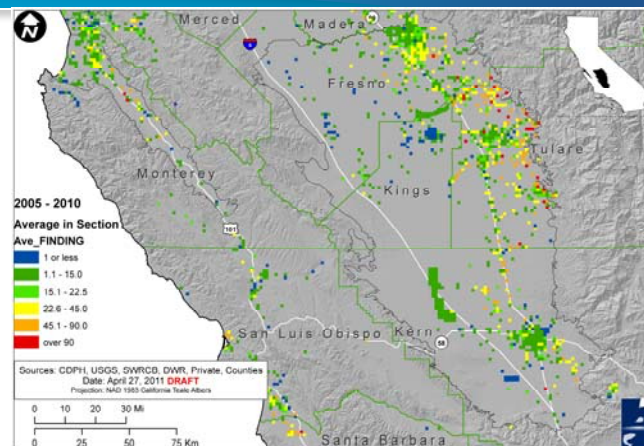 N
Merced
Madera
5
Fresno
Tulare
Monterey
Kings
2005 - 2010
Average in Section
Ave_FINDING
1 or less
1.1 - 15.0
15.1 - 22.5
22.6 - 45.0
45.1 - 90.0
over 90
101
San Luis Obispo
Kern
58
Sources: CDPH, USGS, SWRCB, DWR, Private, Counties
Date: April 27, 2011 DRAFT
Projection: NAD 1983 California Teale Albers
0 10 20 30 Mi
0 25 50 75 Km
Santa Barbara